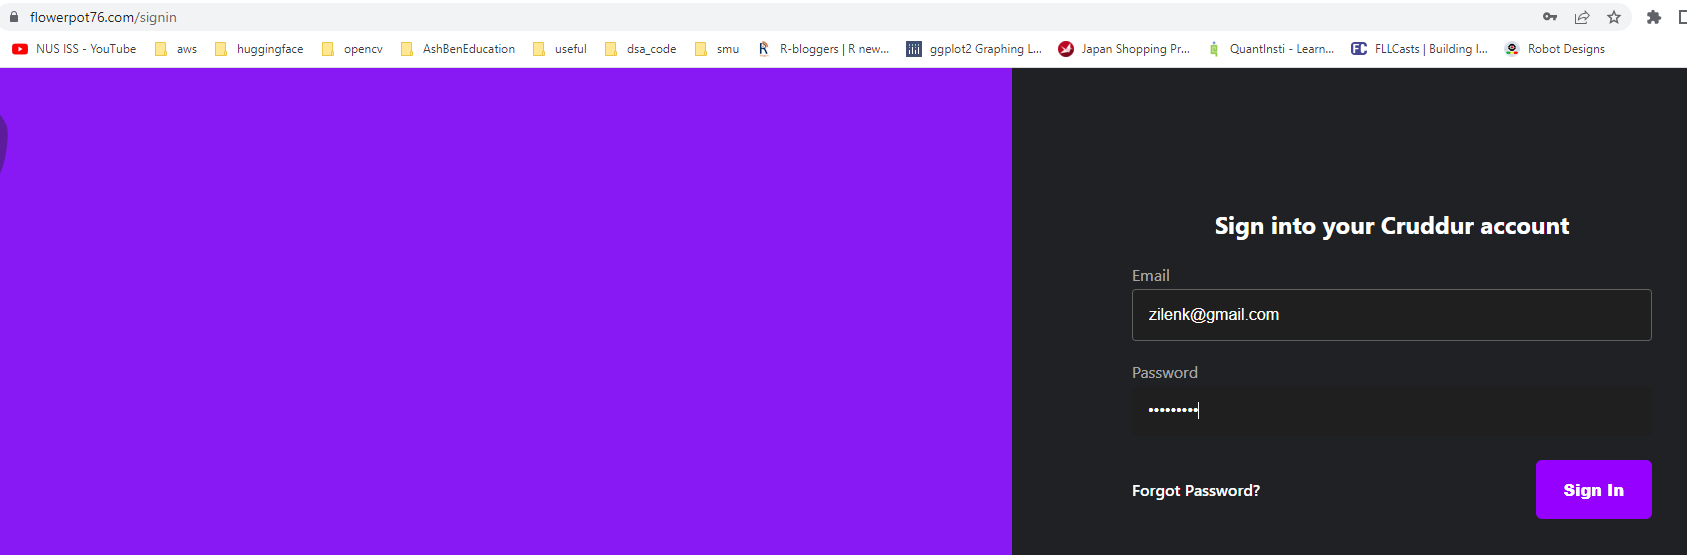 flowerpot76.com/signin
NUS ISS - YouTube aws huggingface opencv AshBenEducation useful dsa_code smu R-bloggers | R new... ggplot2 Graphing L... Japan Shopping Pr... QuantInsti - Learn... FLLCasts | Building I... Robot Designs
Sign into your Cruddur account
Email
zilenk@gmail.com
Password
•••••••••
Forgot Password?
Sign In